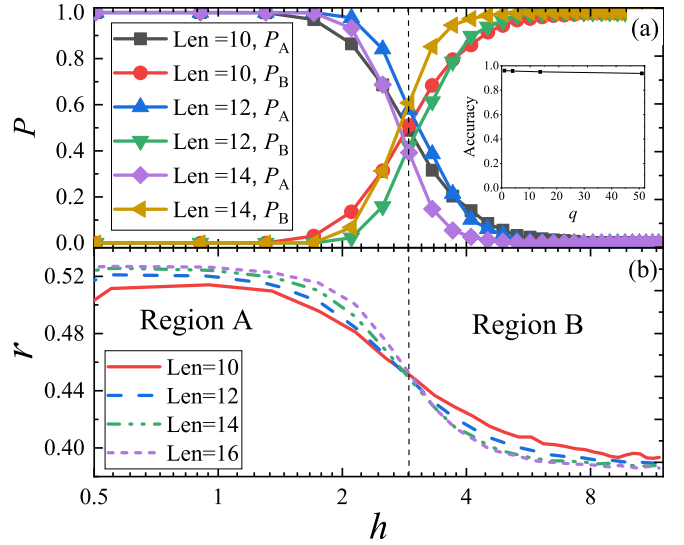 1.0
0.8
0.6
0.4
0.2
0.0
P
(a)
Len =10, P_A
Len =10, P_B
Len =12, P_A
Len =12, P_B
Len =14, P_A
Len =14, P_B
1.0
0.8
0.6
0.4
0.2
0.0
Accuracy
0 10 20 30 40 50
q
0.52
0.48
0.44
0.40
r
(b)
Region A
Region B
Len=10
Len=12
Len=14
Len=16
0.5 1 2 4 8
h